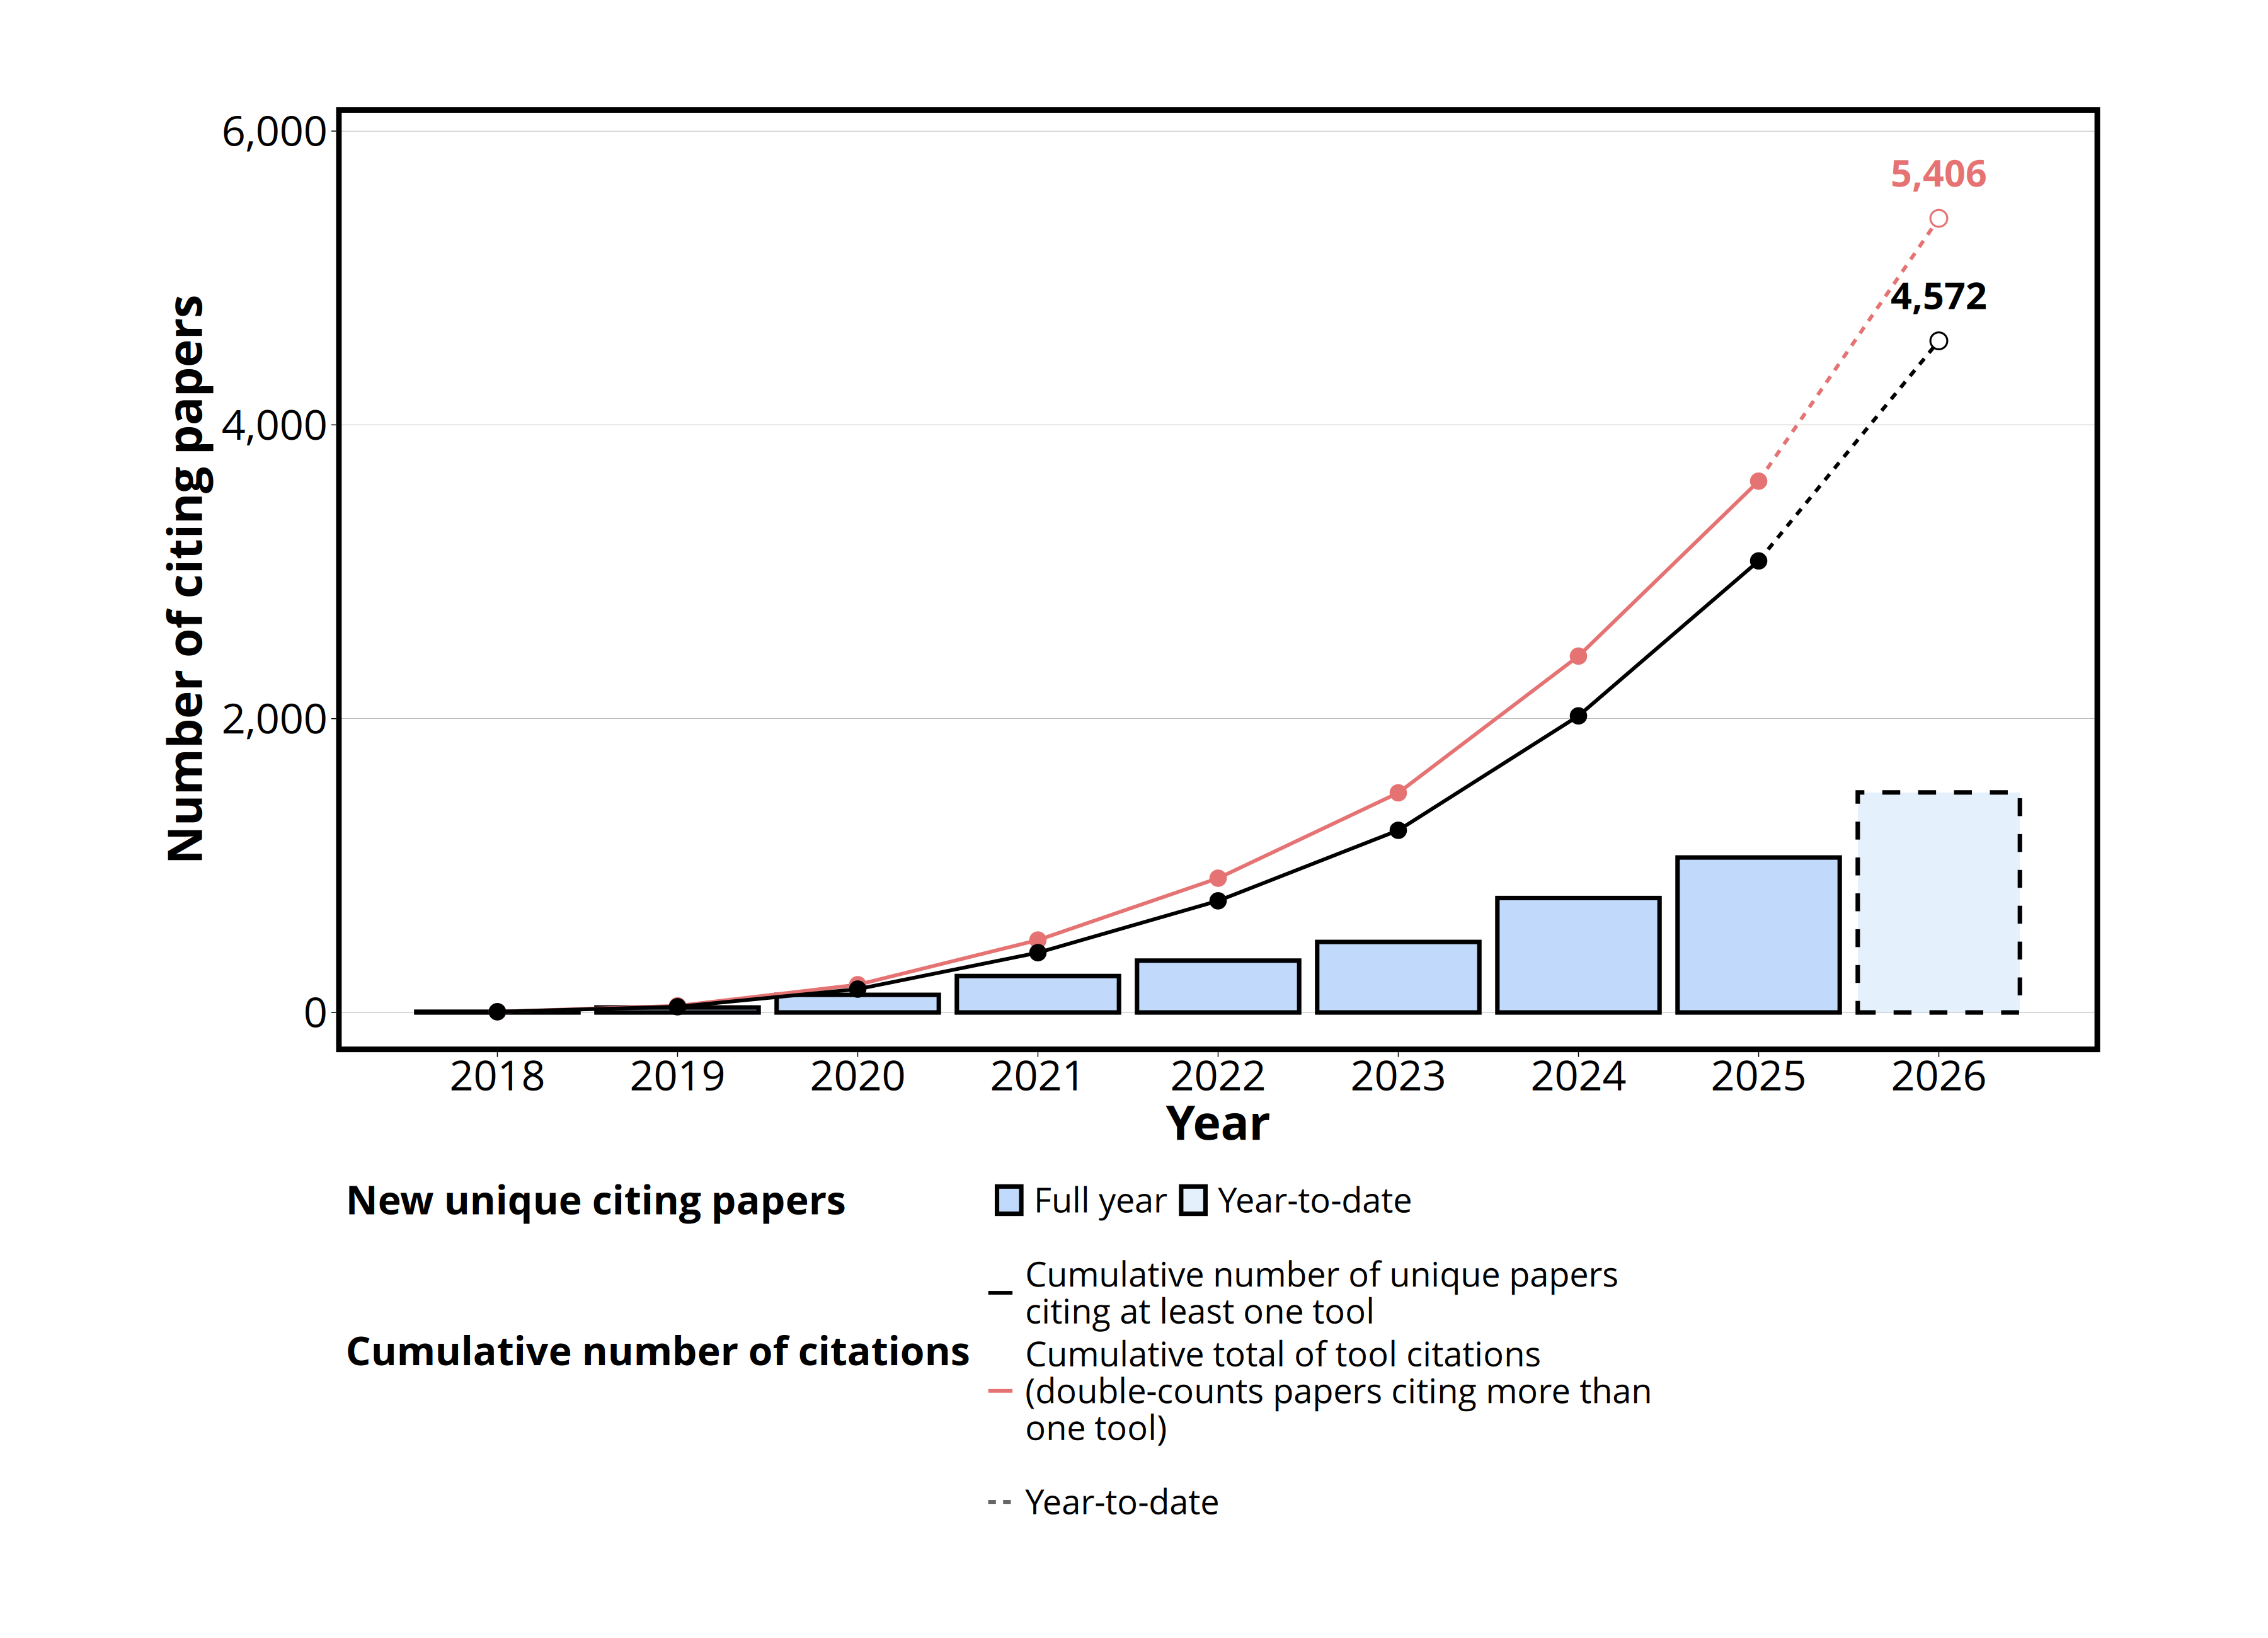 6,000
5,406
4,572
4,000
2,000
0
Number of citing papers
2018 2019 2020 2021 2022 2023 2024 2025 2026
Year
New unique citing papers
Full year Year-to-date
Cumulative number of citations
Cumulative number of unique papers
citing at least one tool
Cumulative total of tool citations
(double-counts papers citing more than
one tool)
Year-to-date